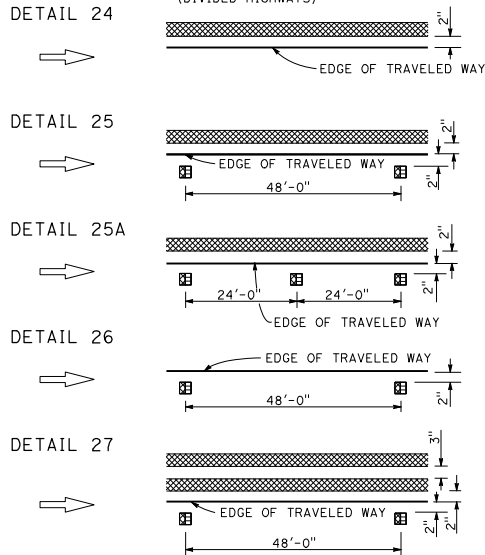 (DIVIDED HIGHWAYS)
DETAIL 24
2"
EDGE OF TRAVELED WAY
DETAIL 25
2"
EDGE OF TRAVELED WAY
48'-0"
2"
DETAIL 25A
2"
24'-0" 24'-0"
2"
EDGE OF TRAVELED WAY
DETAIL 26
EDGE OF TRAVELED WAY
48'-0"
2"
DETAIL 27
3"
EDGE OF TRAVELED WAY
2" 2"
48'-0"